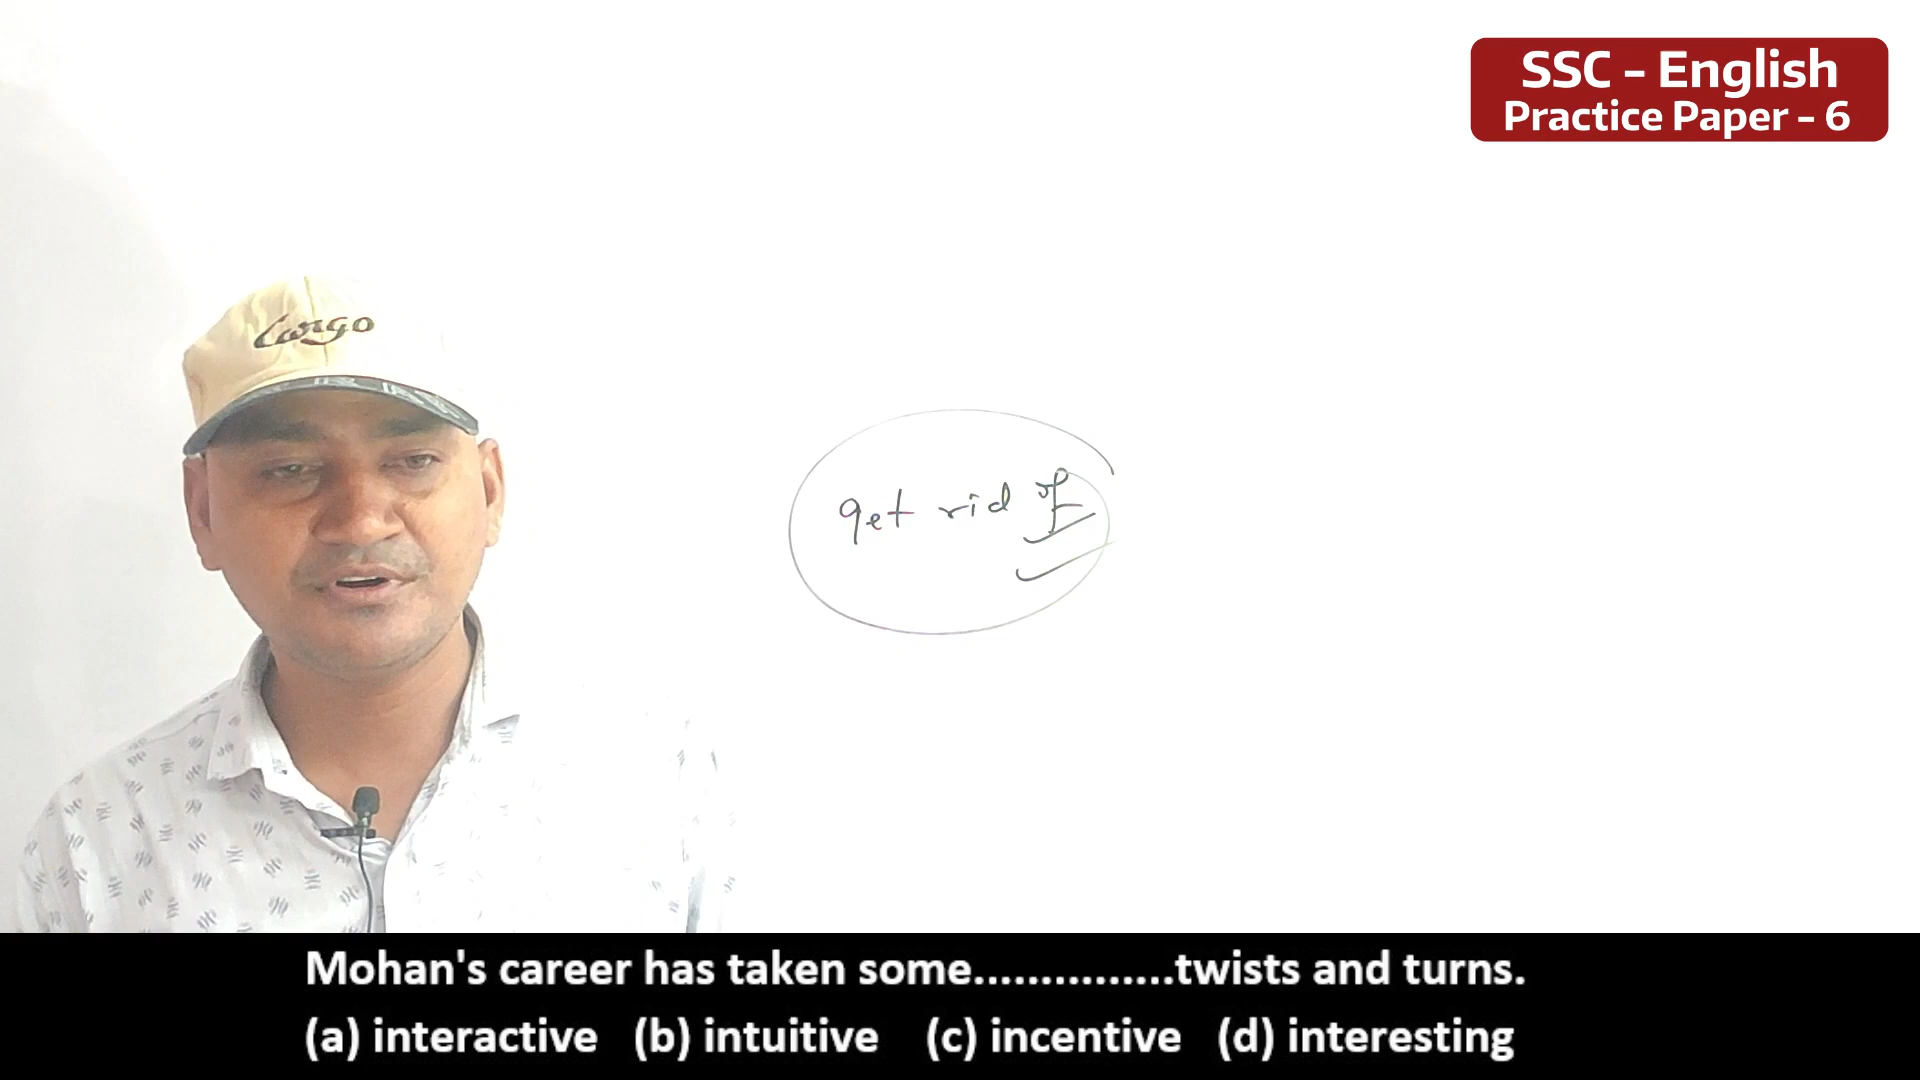 SSC – English
Practice Paper – 6
Cargo
get rid of
Mohan's career has taken some...............twists and turns.
(a) interactive (b) intuitive (c) incentive (d) interesting